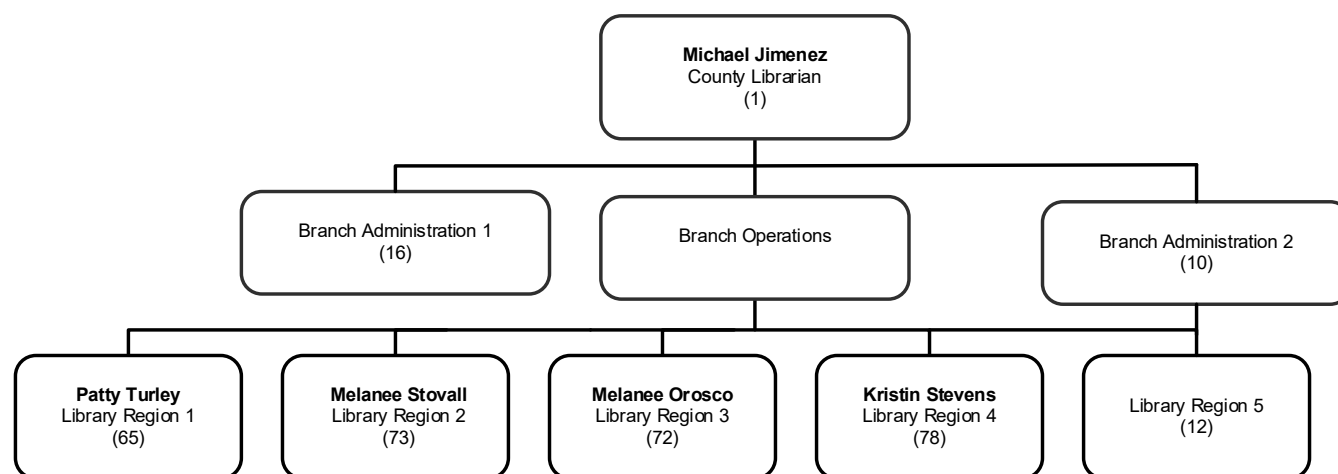 Michael Jimenez
County Librarian
(1)
Branch Administration 1
(16)
Branch Operations
Branch Administration 2
(10)
Patty Turley
Library Region 1
(65)
Melanee Stovall
Library Region 2
(73)
Melanee Orosco
Library Region 3
(72)
Kristin Stevens
Library Region 4
(78)
Library Region 5
(12)